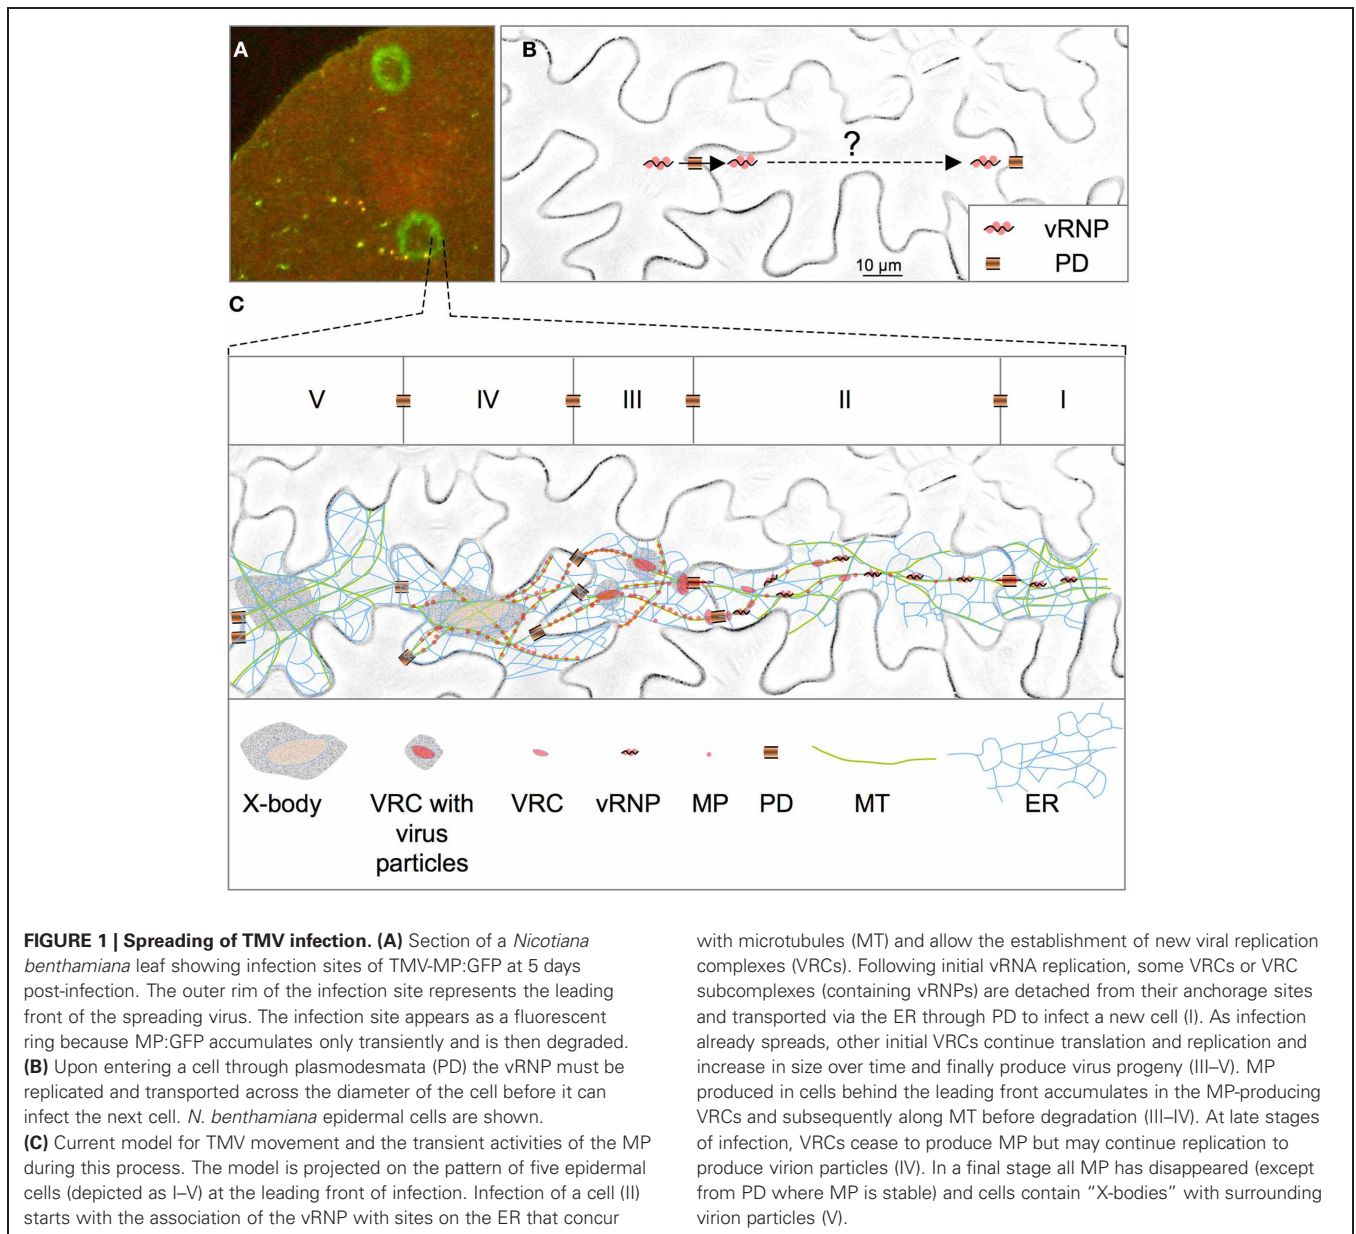 A
B
?
vRNP
PD
10 µm
C
V IV III II I
X-body VRC with virus particles VRC vRNP MP PD MT ER
FIGURE 1 | Spreading of TMV infection. (A) Section of a Nicotiana
benthamiana leaf showing infection sites of TMV-MP:GFP at 5 days
post-infection. The outer rim of the infection site represents the leading
front of the spreading virus. The infection site appears as a fluorescent
ring because MP:GFP accumulates only transiently and is then degraded.
(B) Upon entering a cell through plasmodesmata (PD) the vRNP must be
replicated and transported across the diameter of the cell before it can
infect the next cell. N. benthamiana epidermal cells are shown.
(C) Current model for TMV movement and the transient activities of the MP
during this process. The model is projected on the pattern of five epidermal
cells (depicted as I–V) at the leading front of infection. Infection of a cell (II)
starts with the association of the vRNP with sites on the ER that concur
with microtubules (MT) and allow the establishment of new viral replication
complexes (VRCs). Following initial vRNA replication, some VRCs or VRC
subcomplexes (containing vRNPs) are detached from their anchorage sites
and transported via the ER through PD to infect a new cell (I). As infection
already spreads, other initial VRCs continue translation and replication and
increase in size over time and finally produce virus progeny (III–V). MP
produced in cells behind the leading front accumulates in the MP-producing
VRCs and subsequently along MT before degradation (III–IV). At late stages
of infection, VRCs cease to produce MP but may continue replication to
produce virion particles (IV). In a final stage all MP has disappeared (except
from PD where MP is stable) and cells contain “X-bodies” with surrounding
virion particles (V).